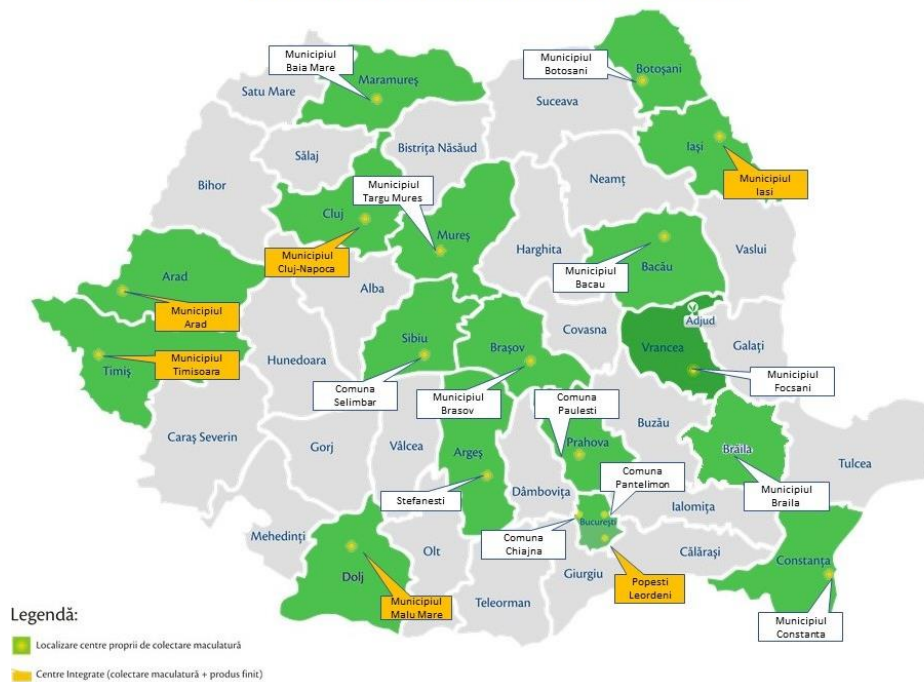 Municipiul
Baia Mare
Maramureş
Satu Mare
Municipiul
Botosani
Botoşani
Suceava
Sălaj
Bistriţa Năsăud
Iaşi
Bihor
Neamţ
Municipiul
Iasi
Municipiul
Targu Mures
Cluj
Mureş
Harghita
Vaslui
Municipiul
Cluj-Napoca
Municipiul
Bacau
Bacău
Arad
Alba
Municipiul
Arad
Covasna
Adjud
Sibiu
Braşov
Vrancea
Galaţi
Hunedoara
Timiş
Municipiul
Timisoara
Municipiul
Focsani
Comuna
Selimbar
Municipiul
Brasov
Comuna
Paulesti
Caraş Severin
Gorj
Vâlcea
Argeş
Prahova
Buzău
Brăila
Tulcea
Stefanesti
Dâmboviţa
Comuna
Pantelimon
Municipiul
Braila
Ialomiţa
Mehedinţi
Olt
Comuna
Chiajna
Bucureşti
Călăraşi
Constanţa
Dolj
Giurgiu
Popesti
Leordeni
Municipiul
Malu Mare
Teleorman
Municipiul
Constanta
Legendă:
Localizare centre proprii de colectare maculatură
Centre Integrate (colectare maculatură + produs finit)